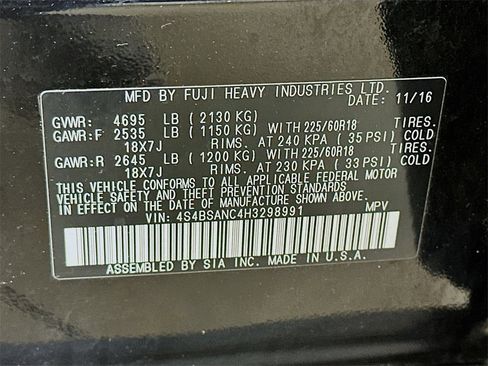 MFD BY FUJI HEAVY INDUSTRIES LTD.
DATE: 11/16
GVWR: 4695 LB ( 2130 KG)
GAWR:F 2535 LB ( 1150 KG) WITH 225/60R18 TIRES.
18X7J RIMS. AT 240 KPA ( 35 PSI) COLD
GAWR:R 2645 LB ( 1200 KG) WITH 225/60R18 TIRES.
18X7J RIMS. AT 230 KPA ( 33 PSI) COLD
THIS VEHICLE CONFORMS TO ALL APPLICABLE FEDERAL MOTOR
VEHICLE SAFETY AND THEFT PREVENTION STANDARDS
IN EFFECT ON THE DATE OF MANUFACTURE SHOWN ABOVE.
VIN: 4S4BSANC4H3298991 MPV
ASSEMBLED BY SIA INC. MADE IN U.S.A.